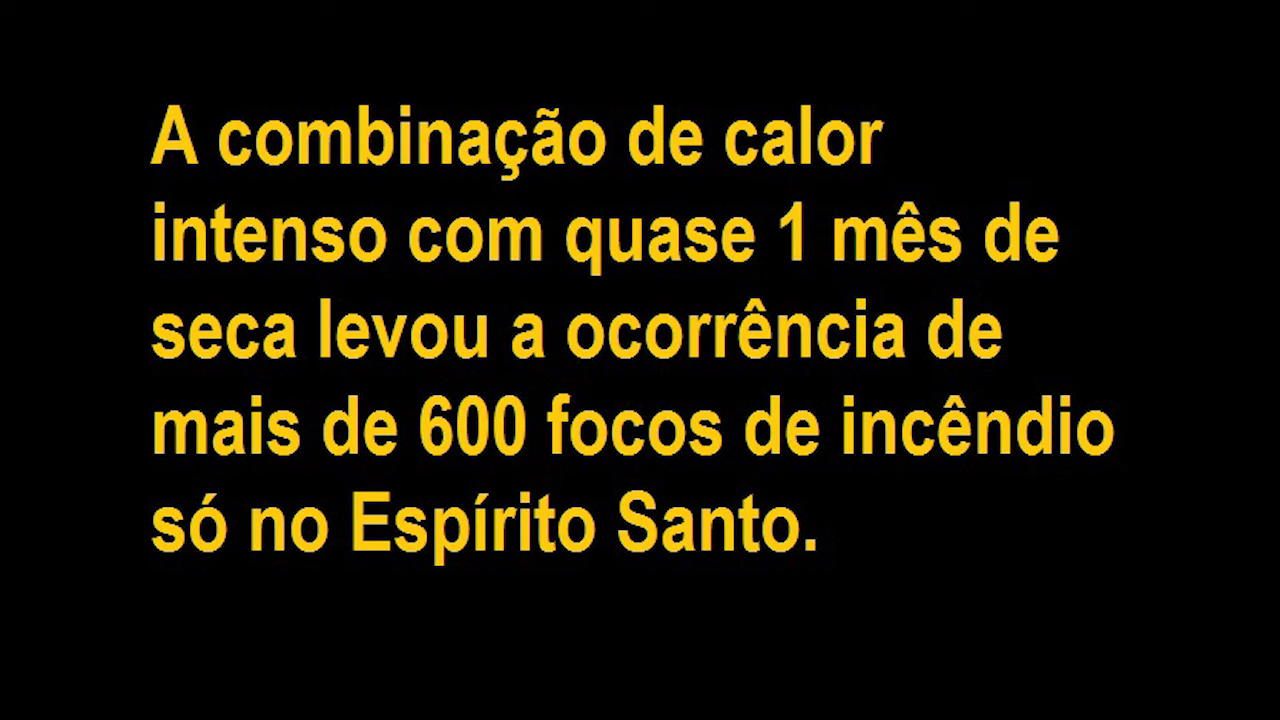 A combinação de calor
intenso com quase 1 mês de
seca levou a ocorrência de
mais de 600 focos de incêndio
só no Espírito Santo.